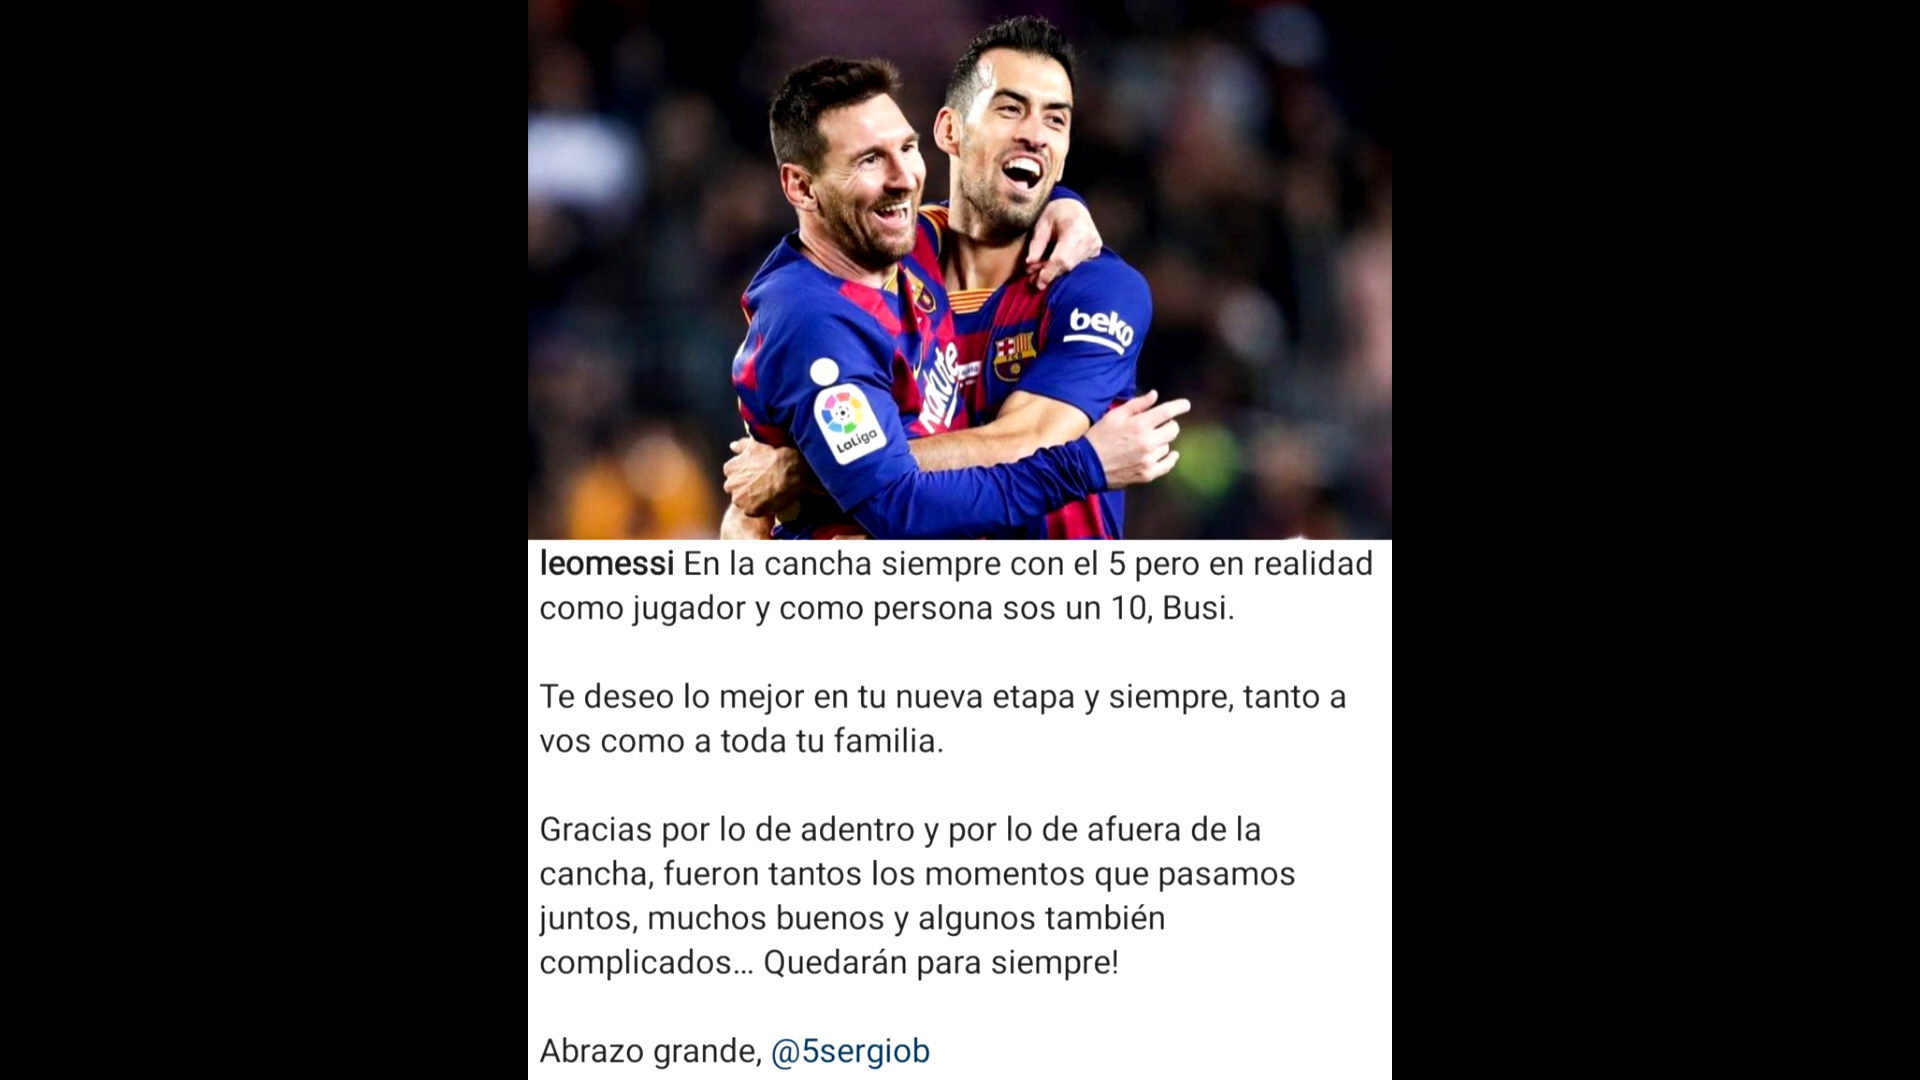 beko
Rakute
LaLiga
FCB
leomessi En la cancha siempre con el 5 pero en realidad
como jugador y como persona sos un 10, Busi.
Te deseo lo mejor en tu nueva etapa y siempre, tanto a
vos como a toda tu familia.
Gracias por lo de adentro y por lo de afuera de la
cancha, fueron tantos los momentos que pasamos
juntos, muchos buenos y algunos también
complicados... Quedarán para siempre!
Abrazo grande, @5sergiob